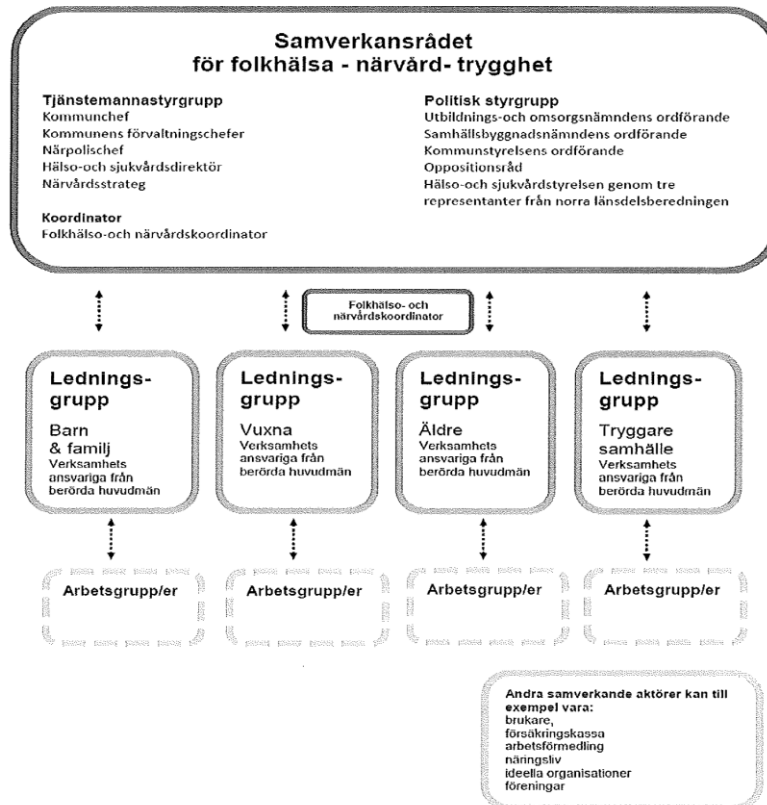 Samverkansrådet
för folkhälsa - närvård- trygghet
Tjänstemannastyrgrupp
Kommunchef
Kommunens förvaltningschefer
Närpolischef
Hälso-och sjukvårdsdirektör
Närvårdsstrateg
Koordinator
Folkhälso-och närvårdskoordinator
Politisk styrgrupp
Utbildnings-och omsorgsnämndens ordförande
Samhällsbyggnadsnämndens ordförande
Kommunstyrelsens ordförande
Oppositionsråd
Hälso-och sjukvårdstyrelsen genom tre
representanter från norra länsdelsberedningen
Folkhälso- och
närvårdskoordinator
Lednings-
grupp
Barn
& familj
Verksamhets
ansvariga från
berörda huvudmän
Lednings-
grupp
Vuxna
Verksamhets
ansvariga från
berörda huvudmän
Lednings-
grupp
Äldre
Verksamhets
ansvariga från
berörda huvudmän
Lednings-
grupp
Tryggare
samhälle
Verksamhets
ansvariga från
berörda huvudmän
Arbetsgrupp/er
Arbetsgrupp/er
Arbetsgrupp/er
Arbetsgrupp/er
Andra samverkande aktörer kan till
exempel vara:
brukare,
försäkringskassa
arbetsförmedling
näringsliv
ideella organisationer
föreningar